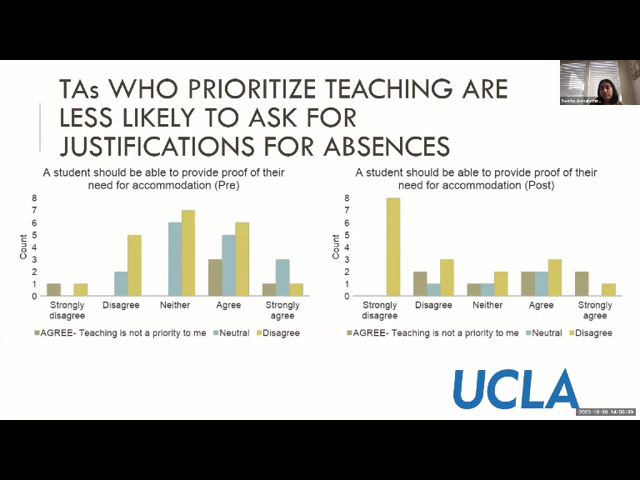 TAs WHO PRIORITIZE TEACHING ARE
LESS LIKELY TO ASK FOR
JUSTIFICATIONS FOR ABSENCES
A student should be able to provide proof of their
need for accommodation (Pre)
8
7
6
5
4
3
2
1
0
Count
Strongly disagree
Disagree
Neither
Agree
Strongly agree
AGREE- Teaching is not a priority to me
Neutral
Disagree
A student should be able to provide proof of their
need for accommodation (Post)
8
7
6
5
4
3
2
1
0
Count
Strongly disagree
Disagree
Neither
Agree
Strongly agree
AGREE- Teaching is not a priority to me
Neutral
Disagree
UCLA